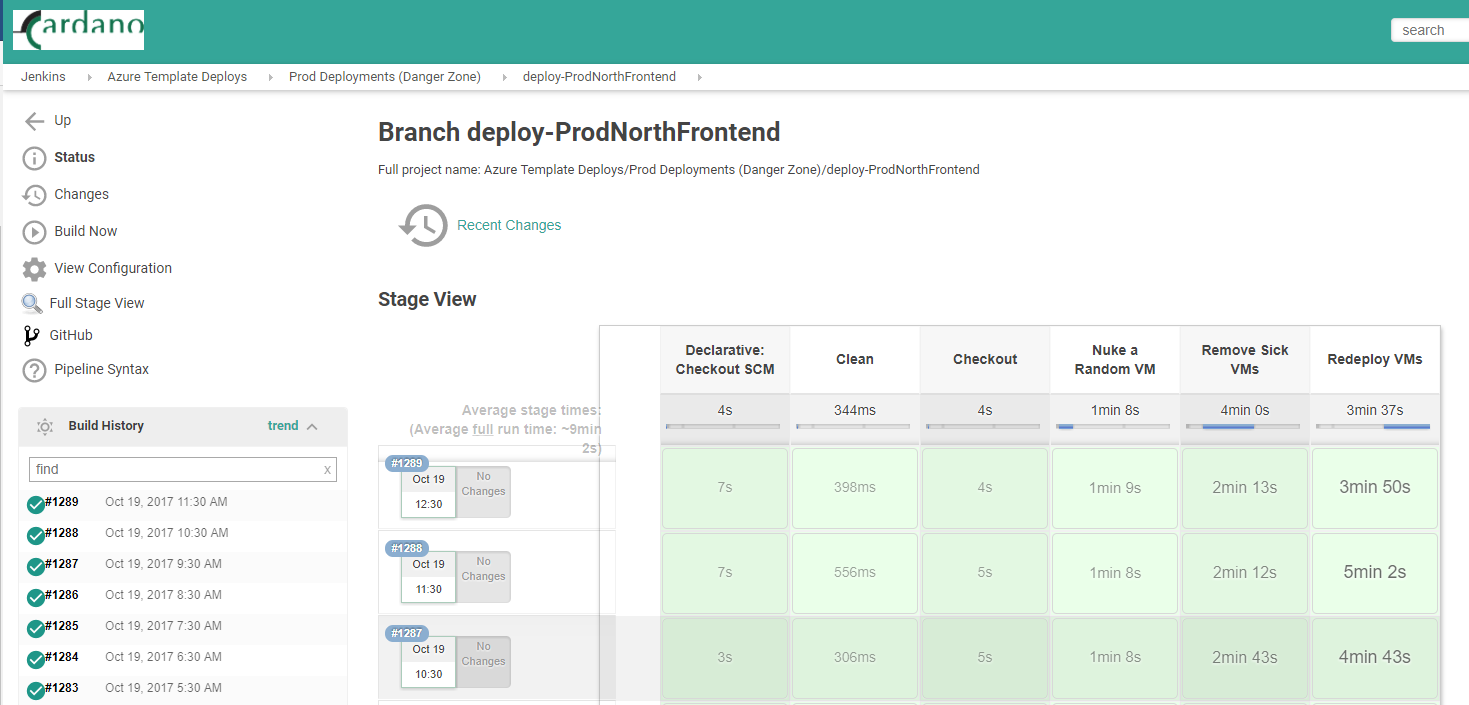 Cardano
search
Jenkins
Azure Template Deploys
Prod Deployments (Danger Zone)
deploy-ProdNorthFrontend
Up
Status
Changes
Build Now
View Configuration
Full Stage View
GitHub
Pipeline Syntax
Build History
trend
find
x
#1289 Oct 19, 2017 11:30 AM
#1288 Oct 19, 2017 10:30 AM
#1287 Oct 19, 2017 9:30 AM
#1286 Oct 19, 2017 8:30 AM
#1285 Oct 19, 2017 7:30 AM
#1284 Oct 19, 2017 6:30 AM
#1283 Oct 19, 2017 5:30 AM
Branch deploy-ProdNorthFrontend
Full project name: Azure Template Deploys/Prod Deployments (Danger Zone)/deploy-ProdNorthFrontend
Recent Changes
Stage View
Declarative:
Checkout SCM
Clean
Checkout
Nuke a
Random VM
Remove Sick
VMs
Redeploy VMs
Average stage times:
(Average full run time: ~9min
2s)
4s
344ms
4s
1min 8s
4min 0s
3min 37s
#1289
Oct 19
12:30
No
Changes
7s
398ms
4s
1min 9s
2min 13s
3min 50s
#1288
Oct 19
11:30
No
Changes
7s
556ms
5s
1min 8s
2min 12s
5min 2s
#1287
Oct 19
10:30
No
Changes
3s
306ms
5s
1min 8s
2min 43s
4min 43s